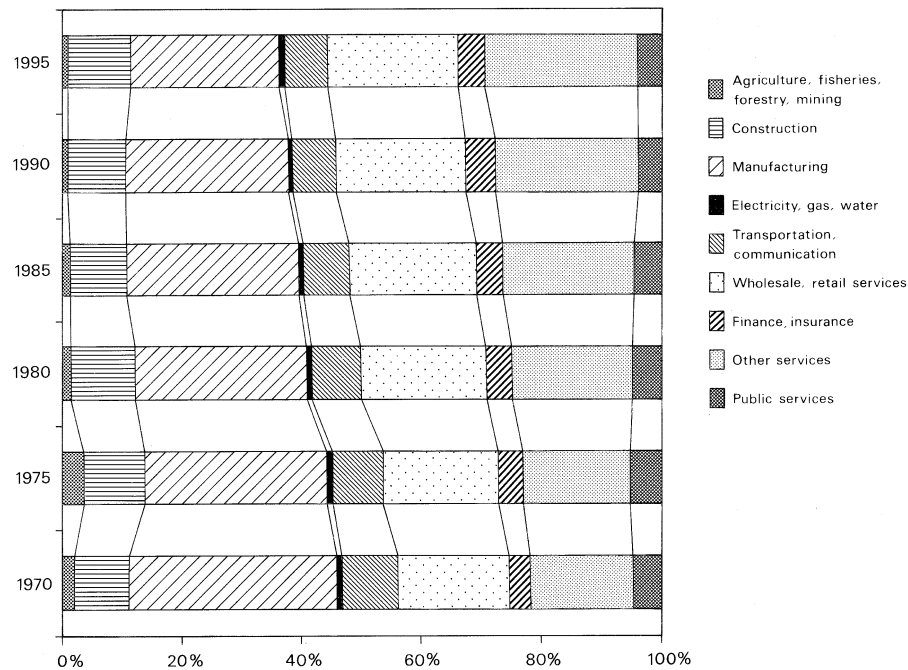 1995
1990
1985
1980
1975
1970
0%
20%
40%
60%
80%
100%
Agriculture, fisheries,
forestry, mining
Construction
Manufacturing
Electricity, gas, water
Transportation,
communication
Wholesale, retail services
Finance, insurance
Other services
Public services